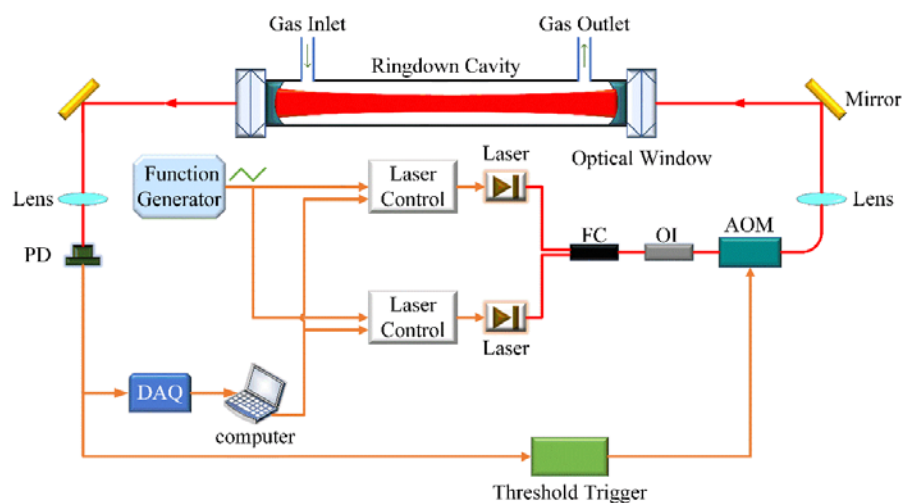 Gas Inlet
Gas Outlet
Ringdown Cavity
Mirror
Optical Window
Function
Generator
Laser
Control
Laser
Lens
Lens
FC
OI
AOM
PD
Laser
Control
Laser
DAQ
computer
Threshold Trigger